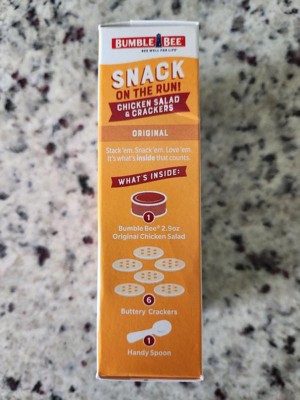 BUMBLE BEE
BEE WELL FOR LIFE®
SNACK
ON THE RUN!
CHICKEN SALAD
& CRACKERS
ORIGINAL
Stack 'em. Snack 'em. Love 'em.
It's what's inside that counts.
WHAT'S INSIDE:
1
Bumble Bee® 2.9oz
Original Chicken Salad
6
Buttery Crackers
1
Handy Spoon